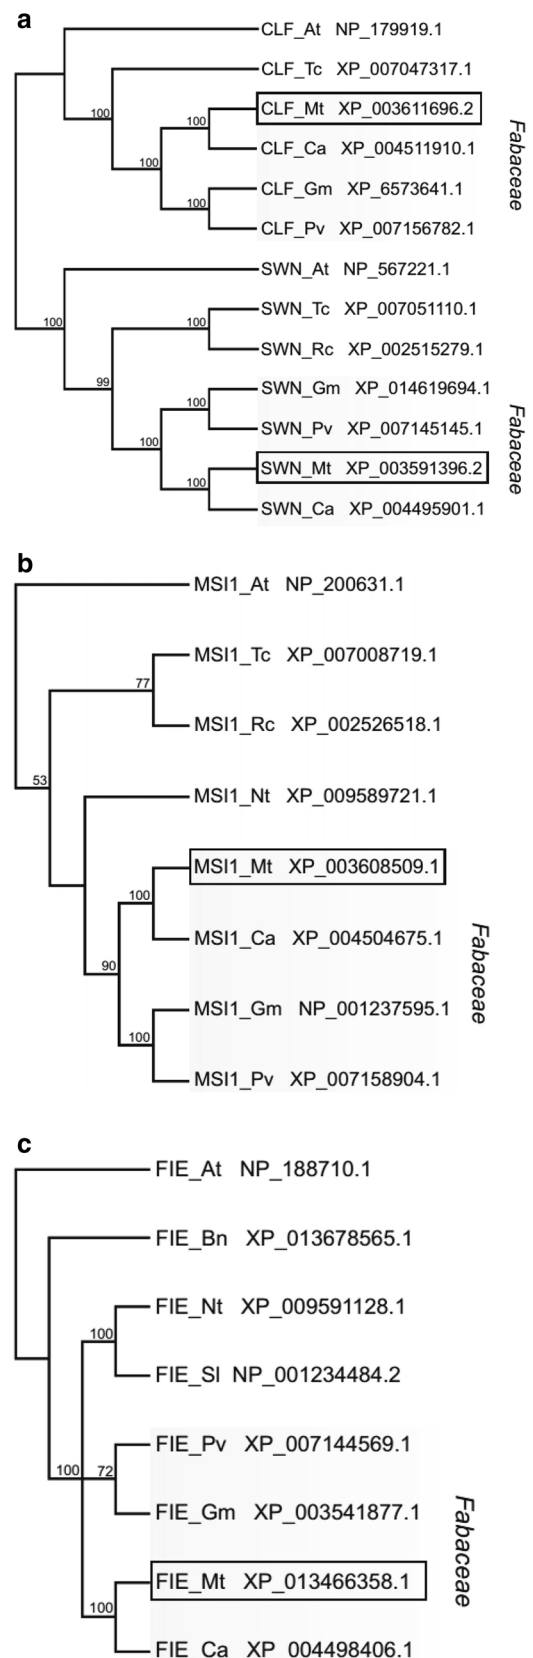 a
CLF_At NP_179919.1
CLF_Tc XP_007047317.1
100
CLF_Mt XP_003611696.2
100
CLF_Ca XP_004511910.1
100
CLF_Gm XP_6573641.1
100
CLF_Pv XP_007156782.1
Fabaceae
SWN_At NP_567221.1
100
SWN_Tc XP_007051110.1
100
SWN_Rc XP_002515279.1
99
SWN_Gm XP_014619694.1
100
SWN_Pv XP_007145145.1
100
SWN_Mt XP_003591396.2
100
SWN_Ca XP_004495901.1
Fabaceae
b
MSI1_At NP_200631.1
MSI1_Tc XP_007008719.1
77
MSI1_Rc XP_002526518.1
53
MSI1_Nt XP_009589721.1
MSI1_Mt XP_003608509.1
100
MSI1_Ca XP_004504675.1
90
MSI1_Gm NP_001237595.1
100
MSI1_Pv XP_007158904.1
Fabaceae
c
FIE_At NP_188710.1
FIE_Bn XP_013678565.1
FIE_Nt XP_009591128.1
100
FIE_Sl NP_001234484.2
FIE_Pv XP_007144569.1
100 72
FIE_Gm XP_003541877.1
FIE_Mt XP_013466358.1
100
FIE_Ca XP_004498406.1
Fabaceae